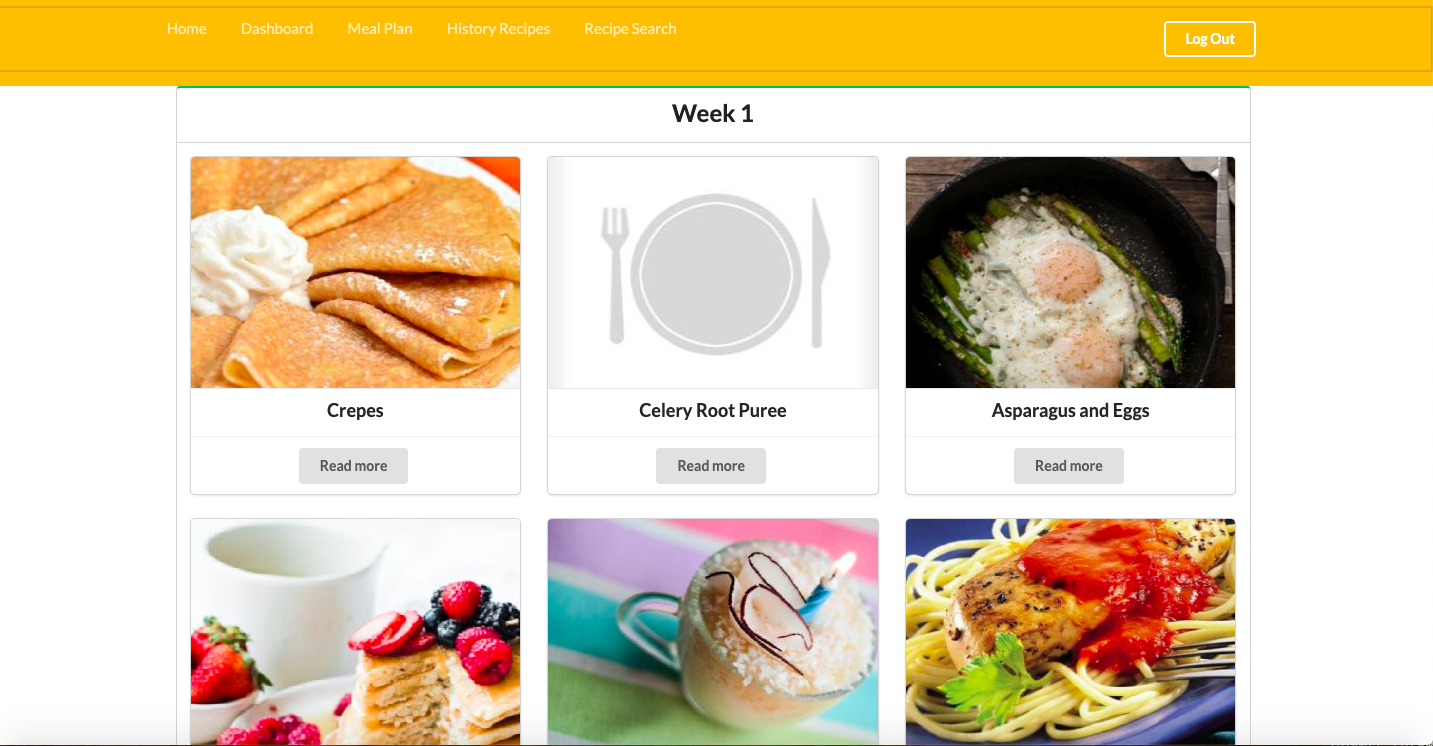 Home Dashboard Meal Plan History Recipes Recipe Search Log Out
Week 1
Crepes Celery Root Puree Asparagus and Eggs
Read more Read more Read more